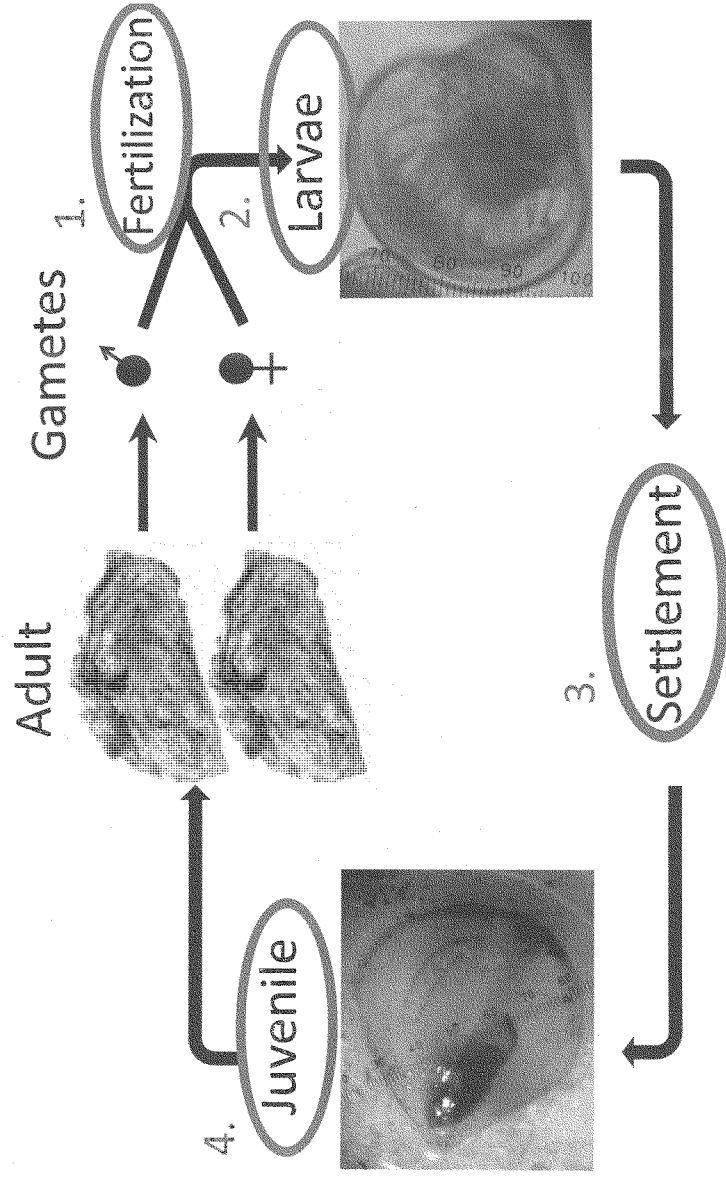 Adult
Gametes
1.
Fertilization
2.
Larvae
70
80
90
100
3.
Settlement
4.
Juvenile